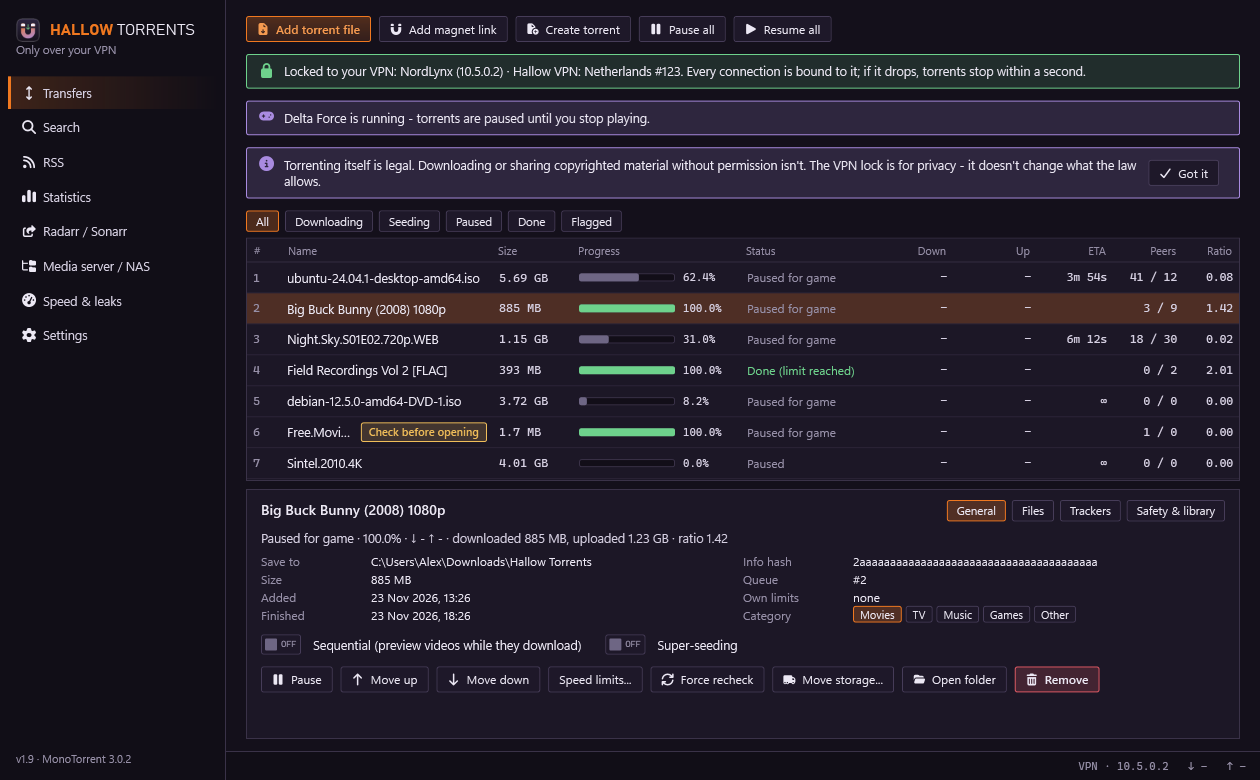 HALLOW TORRENTS
Only over your VPN
Transfers
Search
RSS
Statistics
Radarr / Sonarr
Media server / NAS
Speed & leaks
Settings
v1.9 · MonoTorrent 3.0.2
Add torrent file Add magnet link Create torrent Pause all Resume all
Locked to your VPN: NordLynx (10.5.0.2) · Hallow VPN: Netherlands #123. Every connection is bound to it; if it drops, torrents stop within a second.
Delta Force is running - torrents are paused until you stop playing.
Torrenting itself is legal. Downloading or sharing copyrighted material without permission isn't. The VPN lock is for privacy - it doesn't change what the law
allows.
Got it
All Downloading Seeding Paused Done Flagged
# Name Size Progress Status Down Up ETA Peers Ratio
1 ubuntu-24.04.1-desktop-amd64.iso 5.69 GB 62.4% Paused for game – – 3m 54s 41 / 12 0.08
2 Big Buck Bunny (2008) 1080p 885 MB 100.0% Paused for game – – 3 / 9 1.42
3 Night.Sky.S01E02.720p.WEB 1.15 GB 31.0% Paused for game – – 6m 12s 18 / 30 0.02
4 Field Recordings Vol 2 [FLAC] 393 MB 100.0% Done (limit reached) – – 0 / 2 2.01
5 debian-12.5.0-amd64-DVD-1.iso 3.72 GB 8.2% Paused for game – – ∞ 0 / 0 0.00
6 Free.Movi... Check before opening 1.7 MB 100.0% Paused for game – – 1 / 0 0.00
7 Sintel.2010.4K 4.01 GB 0.0% Paused – – ∞ 0 / 0 0.00
Big Buck Bunny (2008) 1080p
General Files Trackers Safety & library
Paused for game · 100.0% · ↓ - ↑ - · downloaded 885 MB, uploaded 1.23 GB · ratio 1.42
Save to C:\Users\Alex\Downloads\Hallow Torrents Info hash 2aaaaaaaaaaaaaaaaaaaaaaaaaaaaaaaaaaaaaaa
Size 885 MB Queue #2
Added 23 Nov 2026, 13:26 Own limits none
Finished 23 Nov 2026, 18:26 Category Movies TV Music Games Other
OFF Sequential (preview videos while they download) OFF Super-seeding
Pause Move up Move down Speed limits... Force recheck Move storage... Open folder Remove
VPN · 10.5.0.2 ↓ – ↑ –